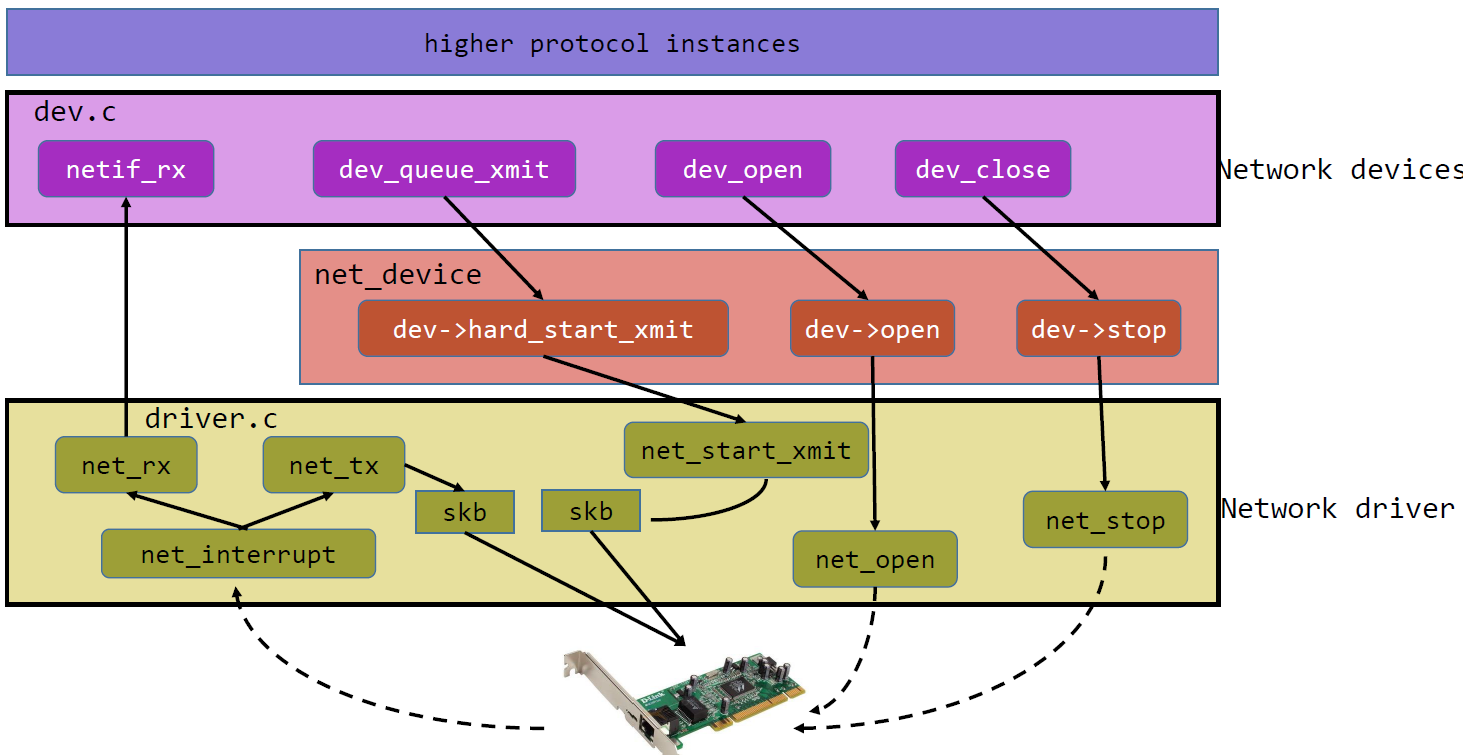 higher protocol instances
dev.c
netif_rx
dev_queue_xmit
dev_open
dev_close
Network devices
net_device
dev->hard_start_xmit
dev->open
dev->stop
driver.c
net_rx
net_tx
net_start_xmit
skb
skb
net_stop
Network driver
net_interrupt
net_open
D-Link